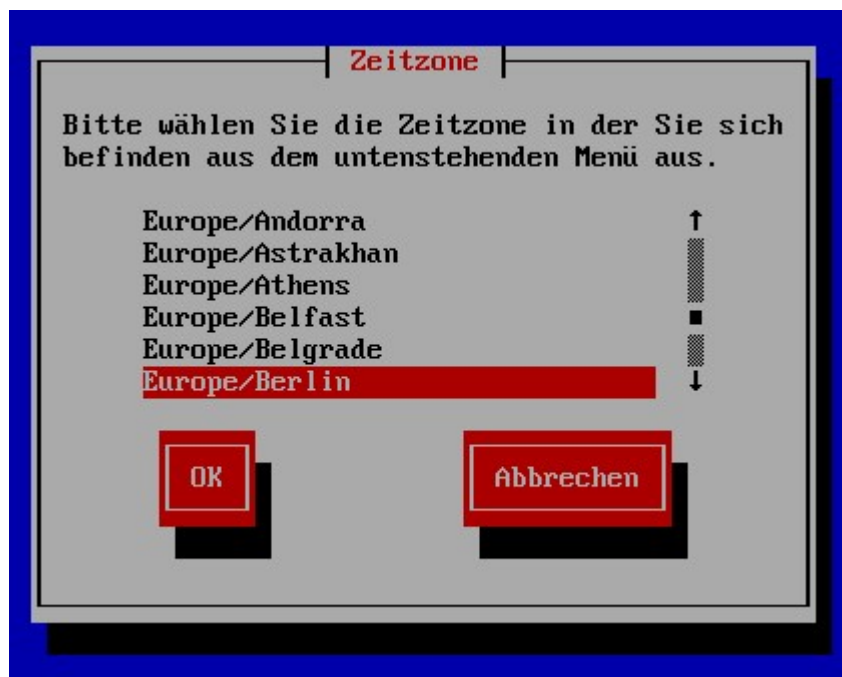 Zeitzone
Bitte wählen Sie die Zeitzone in der Sie sich
befinden aus dem untenstehenden Menü aus.
Europe/Andorra
Europe/Astrakhan
Europe/Athens
Europe/Belfast
Europe/Belgrade
Europe/Berlin
OK
Abbrechen